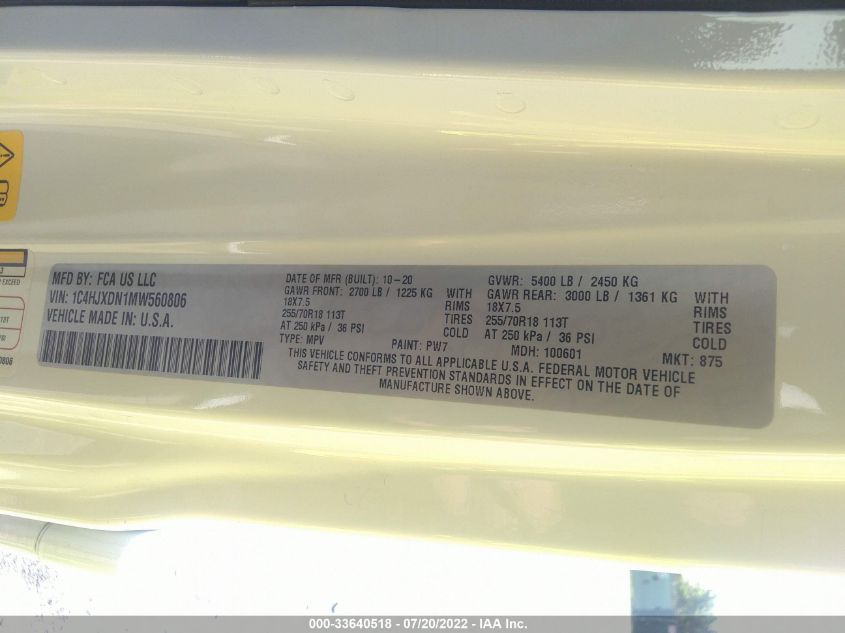 MFD BY: FCA US LLC
VIN: 1C4HJXDN1MW560806
VEHICLE MADE IN: U.S.A.
DATE OF MFR (BUILT): 10-20
GAWR FRONT: 2700 LB / 1225 KG WITH
18X7.5 RIMS
255/70R18 113T TIRES
AT 250 kPa / 36 PSI COLD
TYPE: MPV
PAINT: PW7
GVWR: 5400 LB / 2450 KG
GAWR REAR: 3000 LB / 1361 KG WITH
18X7.5 RIMS
255/70R18 113T TIRES
AT 250 kPa / 36 PSI COLD
MDH: 100601
MKT: 875
THIS VEHICLE CONFORMS TO ALL APPLICABLE U.S.A. FEDERAL MOTOR VEHICLE
SAFETY AND THEFT PREVENTION STANDARDS IN EFFECT ON THE DATE OF
MANUFACTURE SHOWN ABOVE.
EXCEED
000-33640518 - 07/20/2022 - IAA Inc.